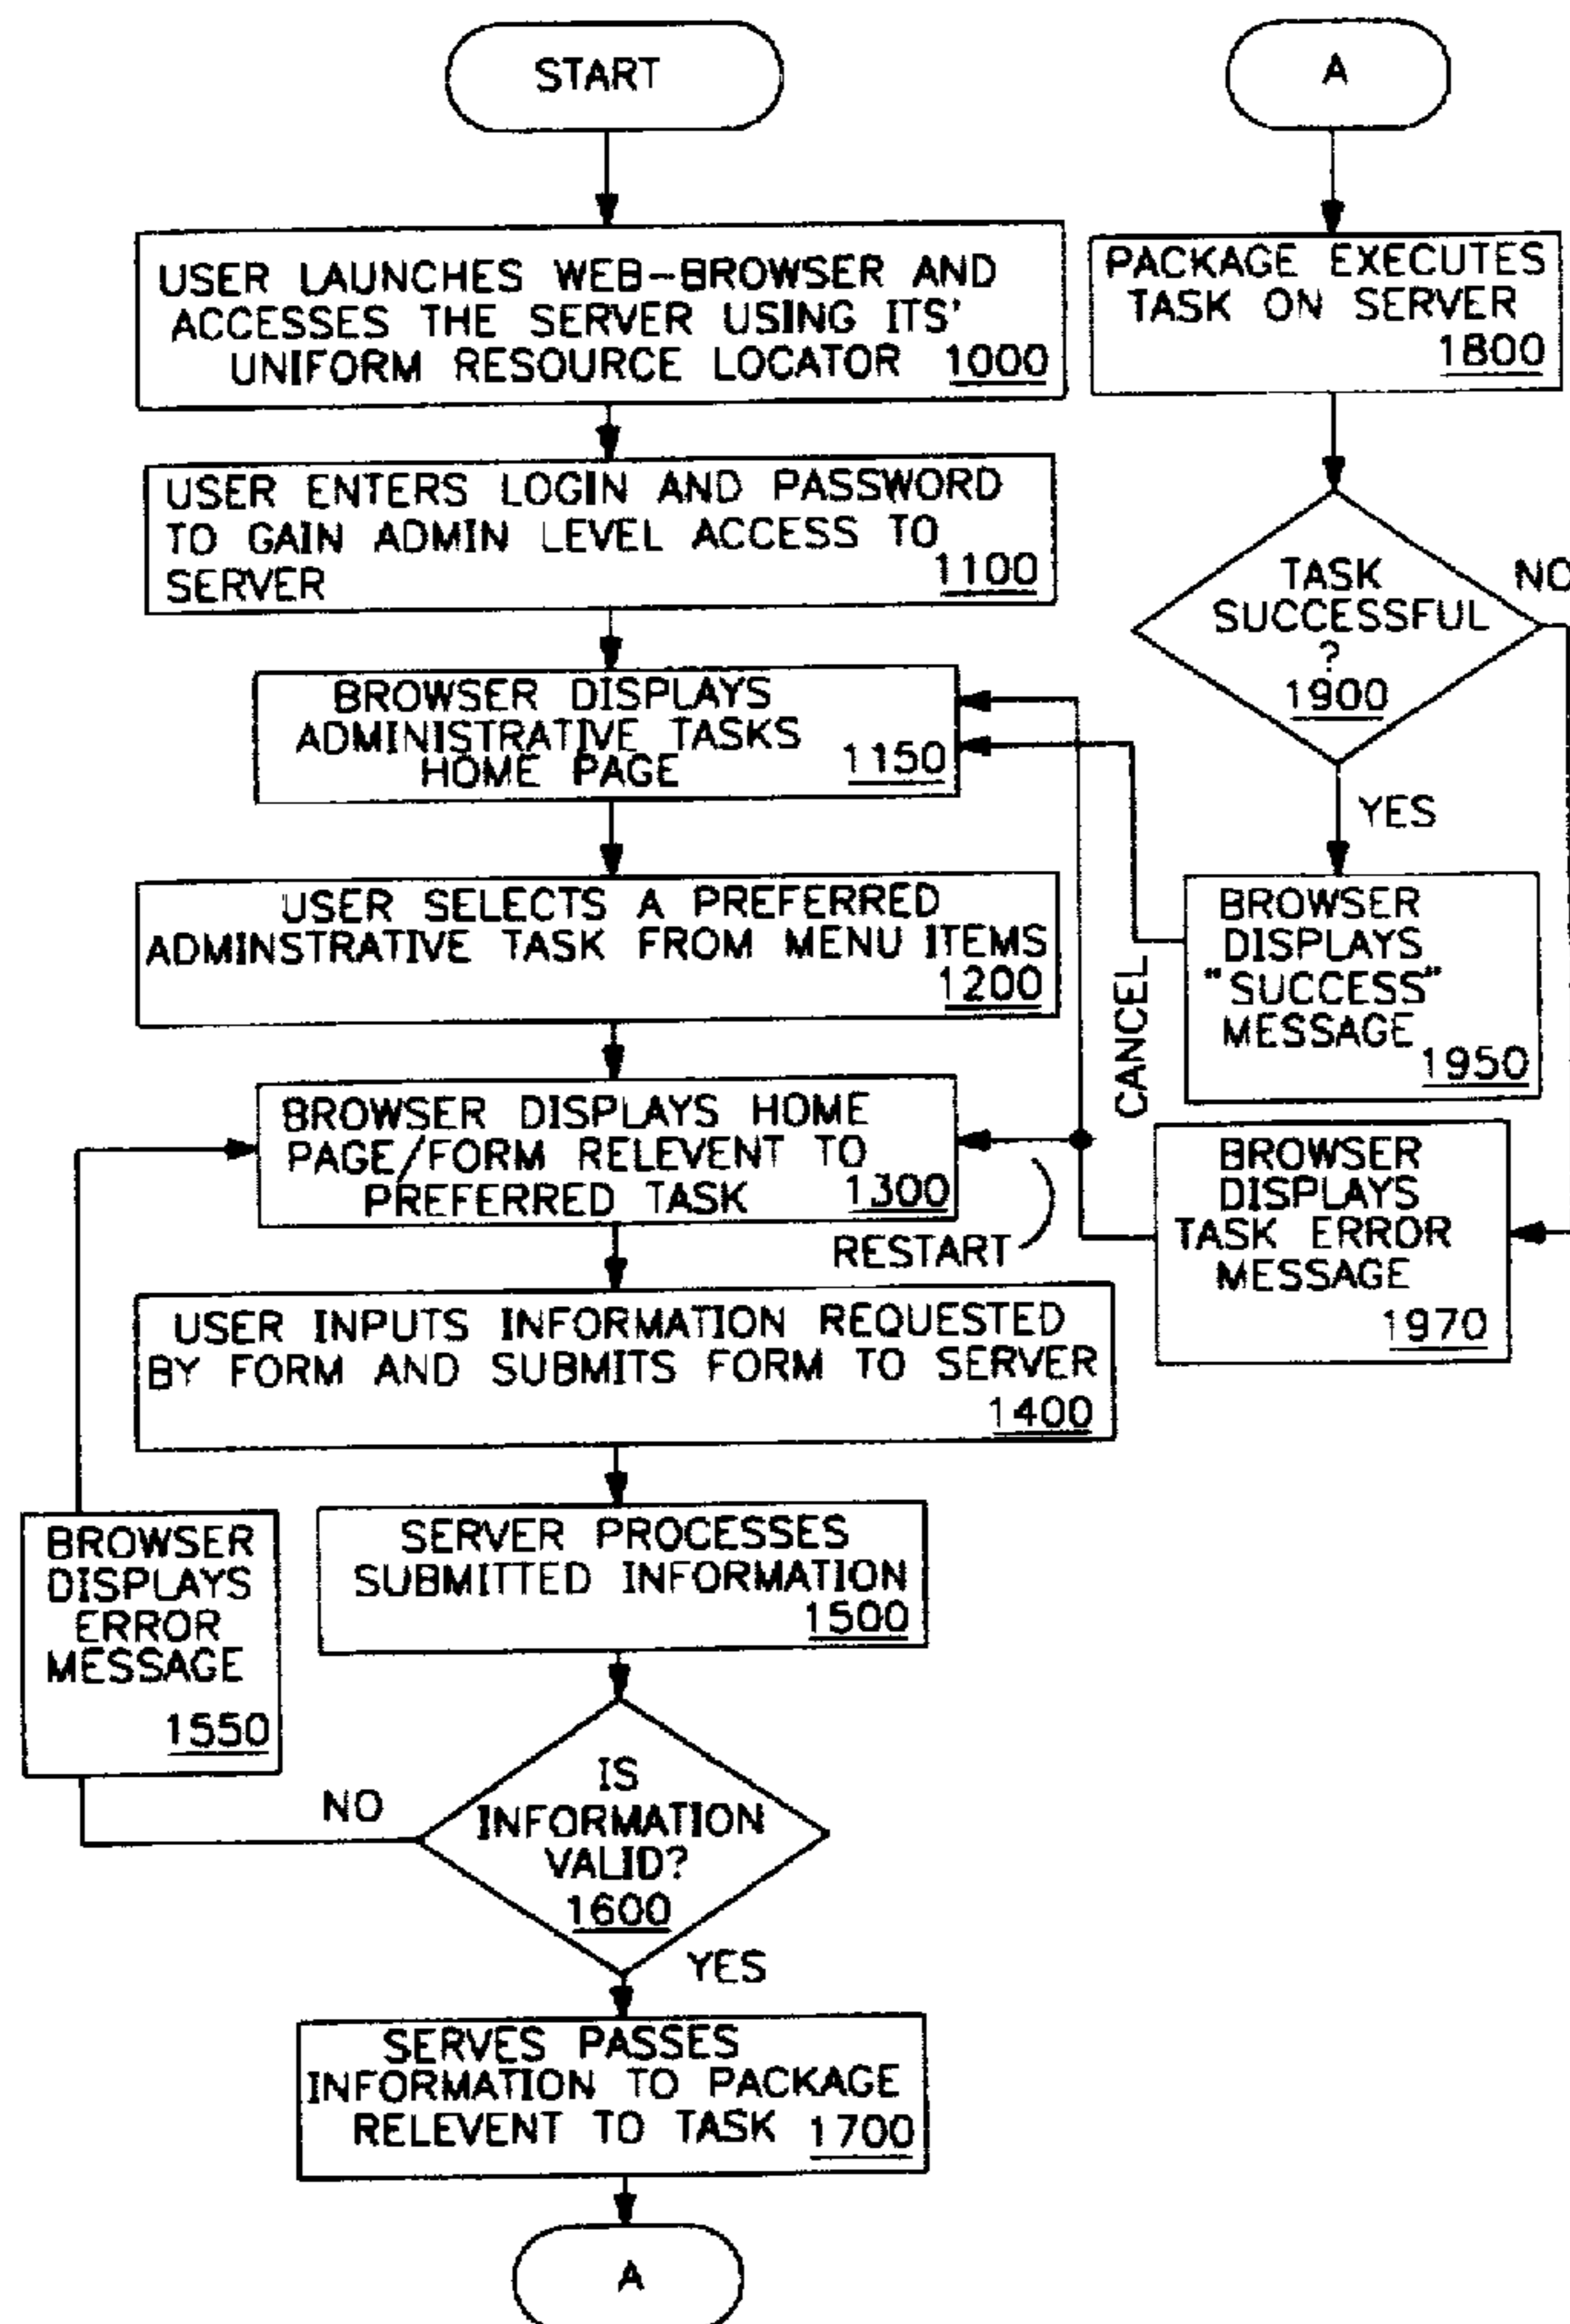 START
USER LAUNCHES WEB-BROWSER AND
ACCESSES THE SERVER USING ITS'
UNIFORM RESOURCE LOCATOR 1000
USER ENTERS LOGIN AND PASSWORD
TO GAIN ADMIN LEVEL ACCESS TO
SERVER 1100
BROWSER DISPLAYS
ADMINISTRATIVE TASKS
HOME PAGE 1150
USER SELECTS A PREFERRED
ADMINSTRATIVE TASK FROM MENU ITEMS
1200
BROWSER DISPLAYS HOME
PAGE/FORM RELEVENT TO
PREFERRED TASK 1300
RESTART
CANCEL
USER INPUTS INFORMATION REQUESTED
BY FORM AND SUBMITS FORM TO SERVER
1400
SERVER PROCESSES
SUBMITTED INFORMATION
1500
BROWSER
DISPLAYS
ERROR
MESSAGE
1550
NO
IS
INFORMATION
VALID?
1600
YES
SERVES PASSES
INFORMATION TO PACKAGE
RELEVENT TO TASK 1700
A
A
PACKAGE EXECUTES
TASK ON SERVER
1800
TASK
SUCCESSFUL
?
1900
NO
YES
BROWSER
DISPLAYS
"SUCCESS"
MESSAGE
1950
BROWSER
DISPLAYS
TASK ERROR
MESSAGE
1970